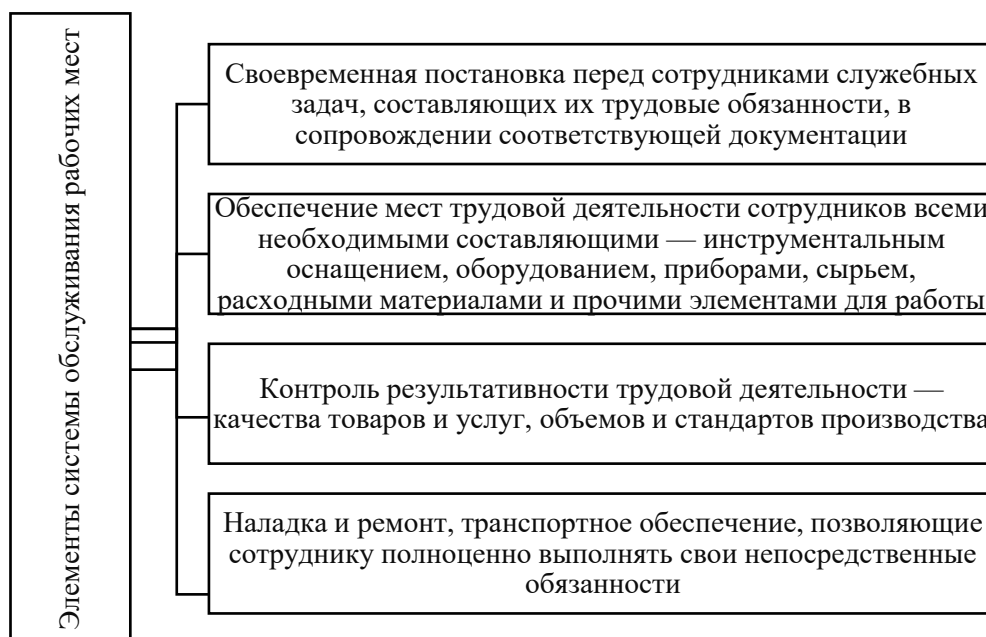 Элементы системы обслуживания рабочих мест
Своевременная постановка перед сотрудниками служебных
задач, составляющих их трудовые обязанности, в
сопровождении соответствующей документации
Обеспечение мест трудовой деятельности сотрудников всеми
необходимыми составляющими — инструментальным
оснащением, оборудованием, приборами, сырьем,
расходными материалами и прочими элементами для работы
Контроль результативности трудовой деятельности —
качества товаров и услуг, объемов и стандартов производства
Наладка и ремонт, транспортное обеспечение, позволяющие
сотруднику полноценно выполнять свои непосредственные
обязанности